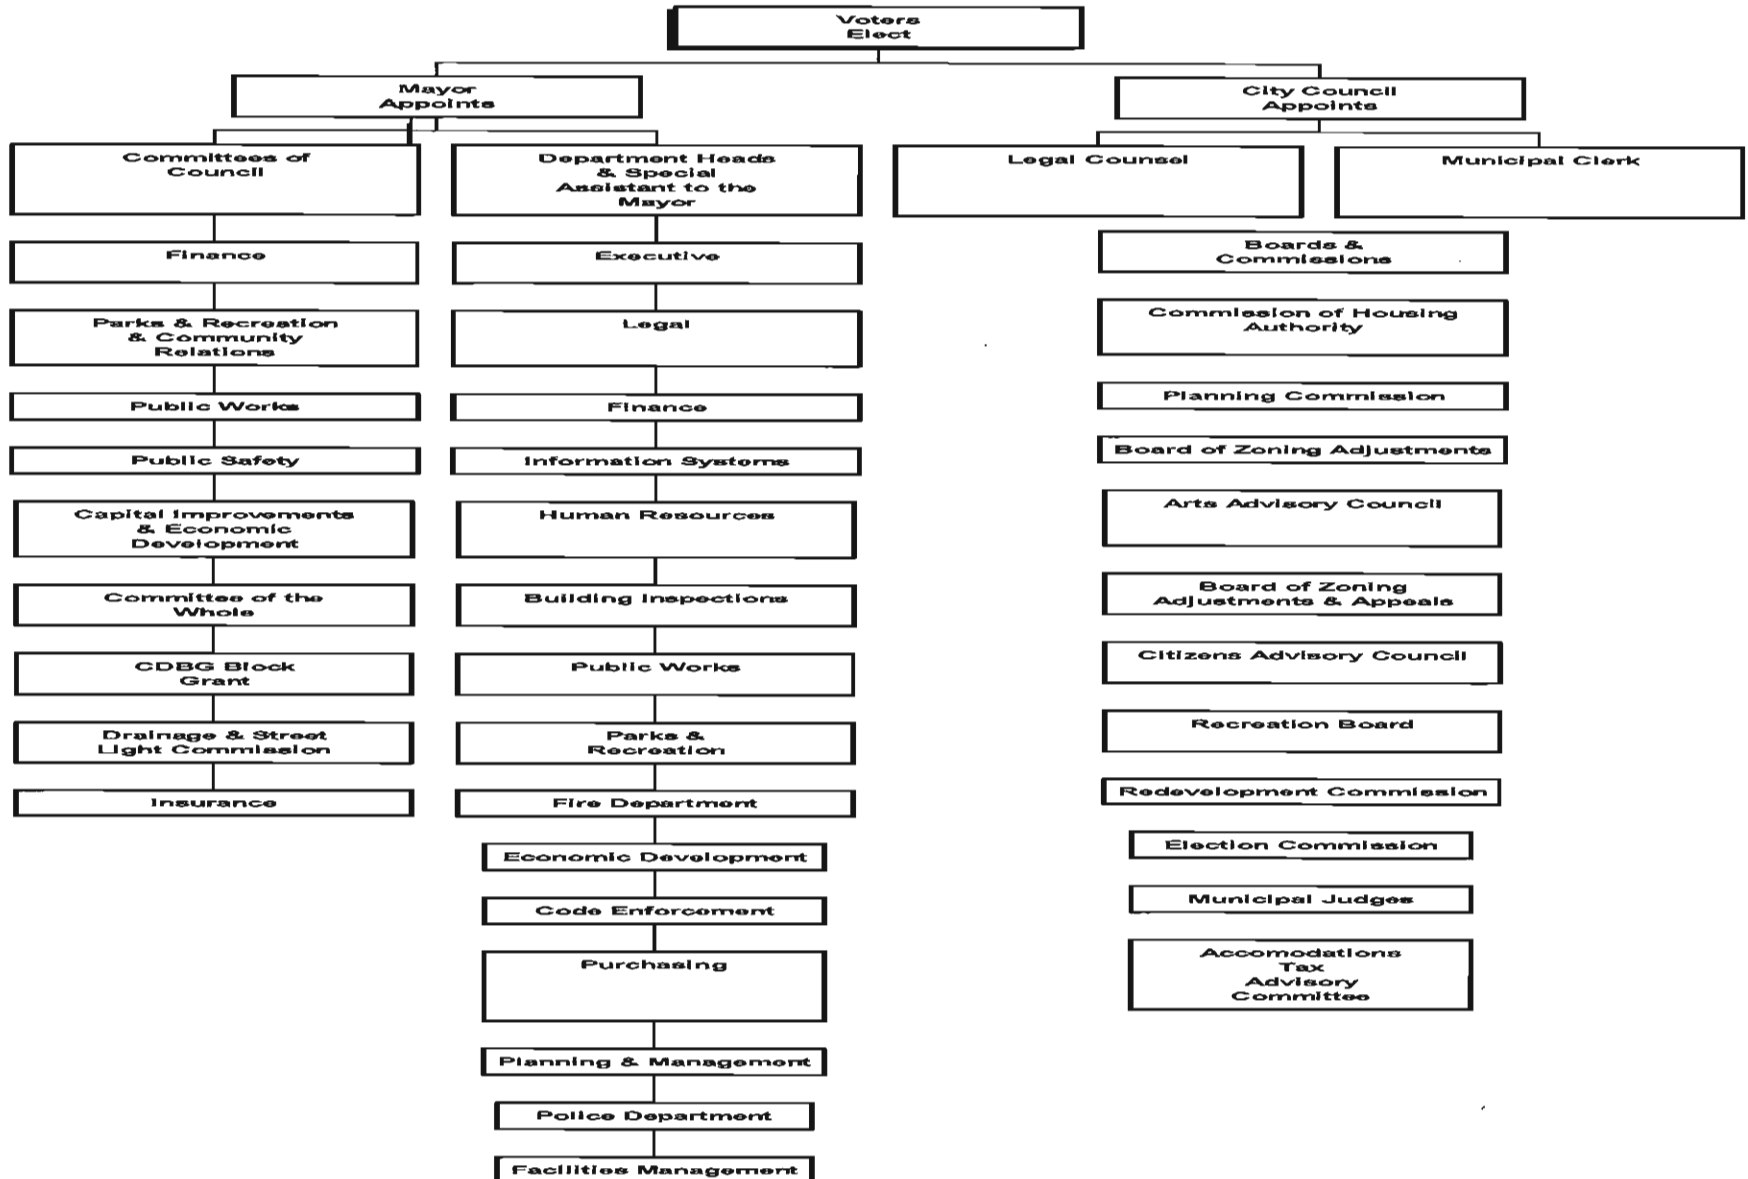 Voters
Elect
Mayor
Appoints
City Council
Appoints
Committees of
Council
Department Heads
& Special
Assistant to the
Mayor
Legal Counsel
Municipal Clerk
Finance
Parks & Recreation
& Community
Relations
Public Works
Public Safety
Capital Improvements
& Economic
Development
Committee of the
Whole
CDBG Block
Grant
Drainage & Street
Light Commission
Insurance
Executive
Legal
Finance
Information Systems
Human Resources
Building Inspections
Public Works
Parks &
Recreation
Fire Department
Economic Development
Code Enforcement
Purchasing
Planning & Management
Police Department
Facilities Management
Boards &
Commissions
Commission of Housing
Authority
Planning Commission
Board of Zoning Adjustments
Arts Advisory Council
Board of Zoning
Adjustments & Appeals
Citizens Advisory Council
Recreation Board
Redevelopment Commission
Election Commission
Municipal Judges
Accomodations
Tax
Advisory
Committee